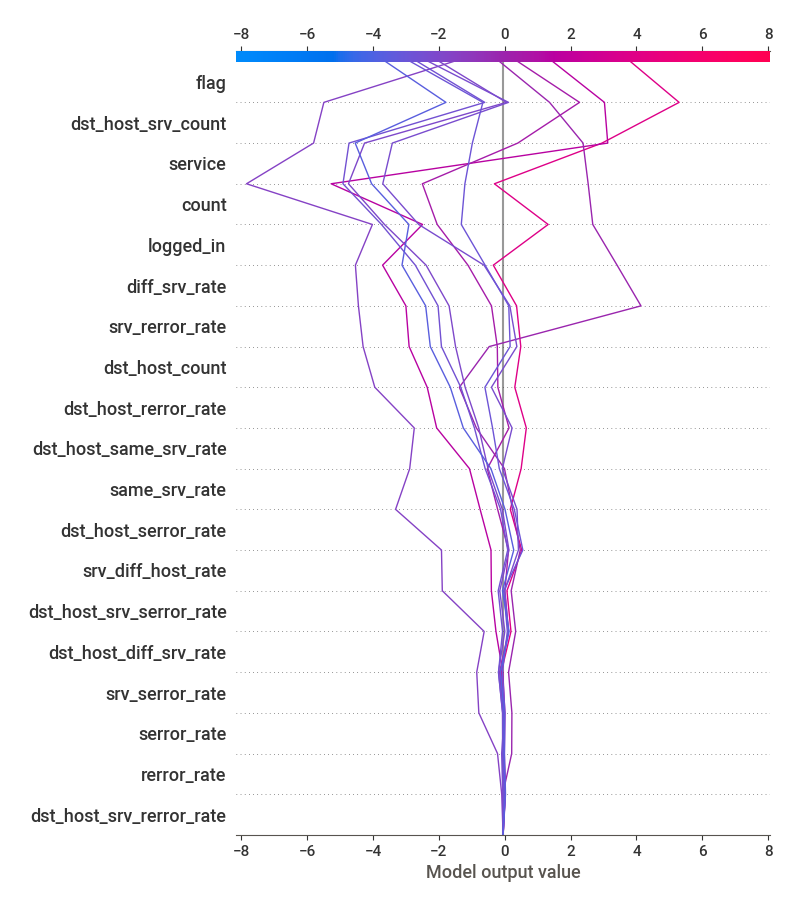 −8 −6 −4 −2 0 2 4 6 8
flag
dst_host_srv_count
service
count
logged_in
diff_srv_rate
srv_rerror_rate
dst_host_count
dst_host_rerror_rate
dst_host_same_srv_rate
same_srv_rate
dst_host_serror_rate
srv_diff_host_rate
dst_host_srv_serror_rate
dst_host_diff_srv_rate
srv_serror_rate
serror_rate
rerror_rate
dst_host_srv_rerror_rate
−8 −6 −4 −2 0 2 4 6 8
Model output value